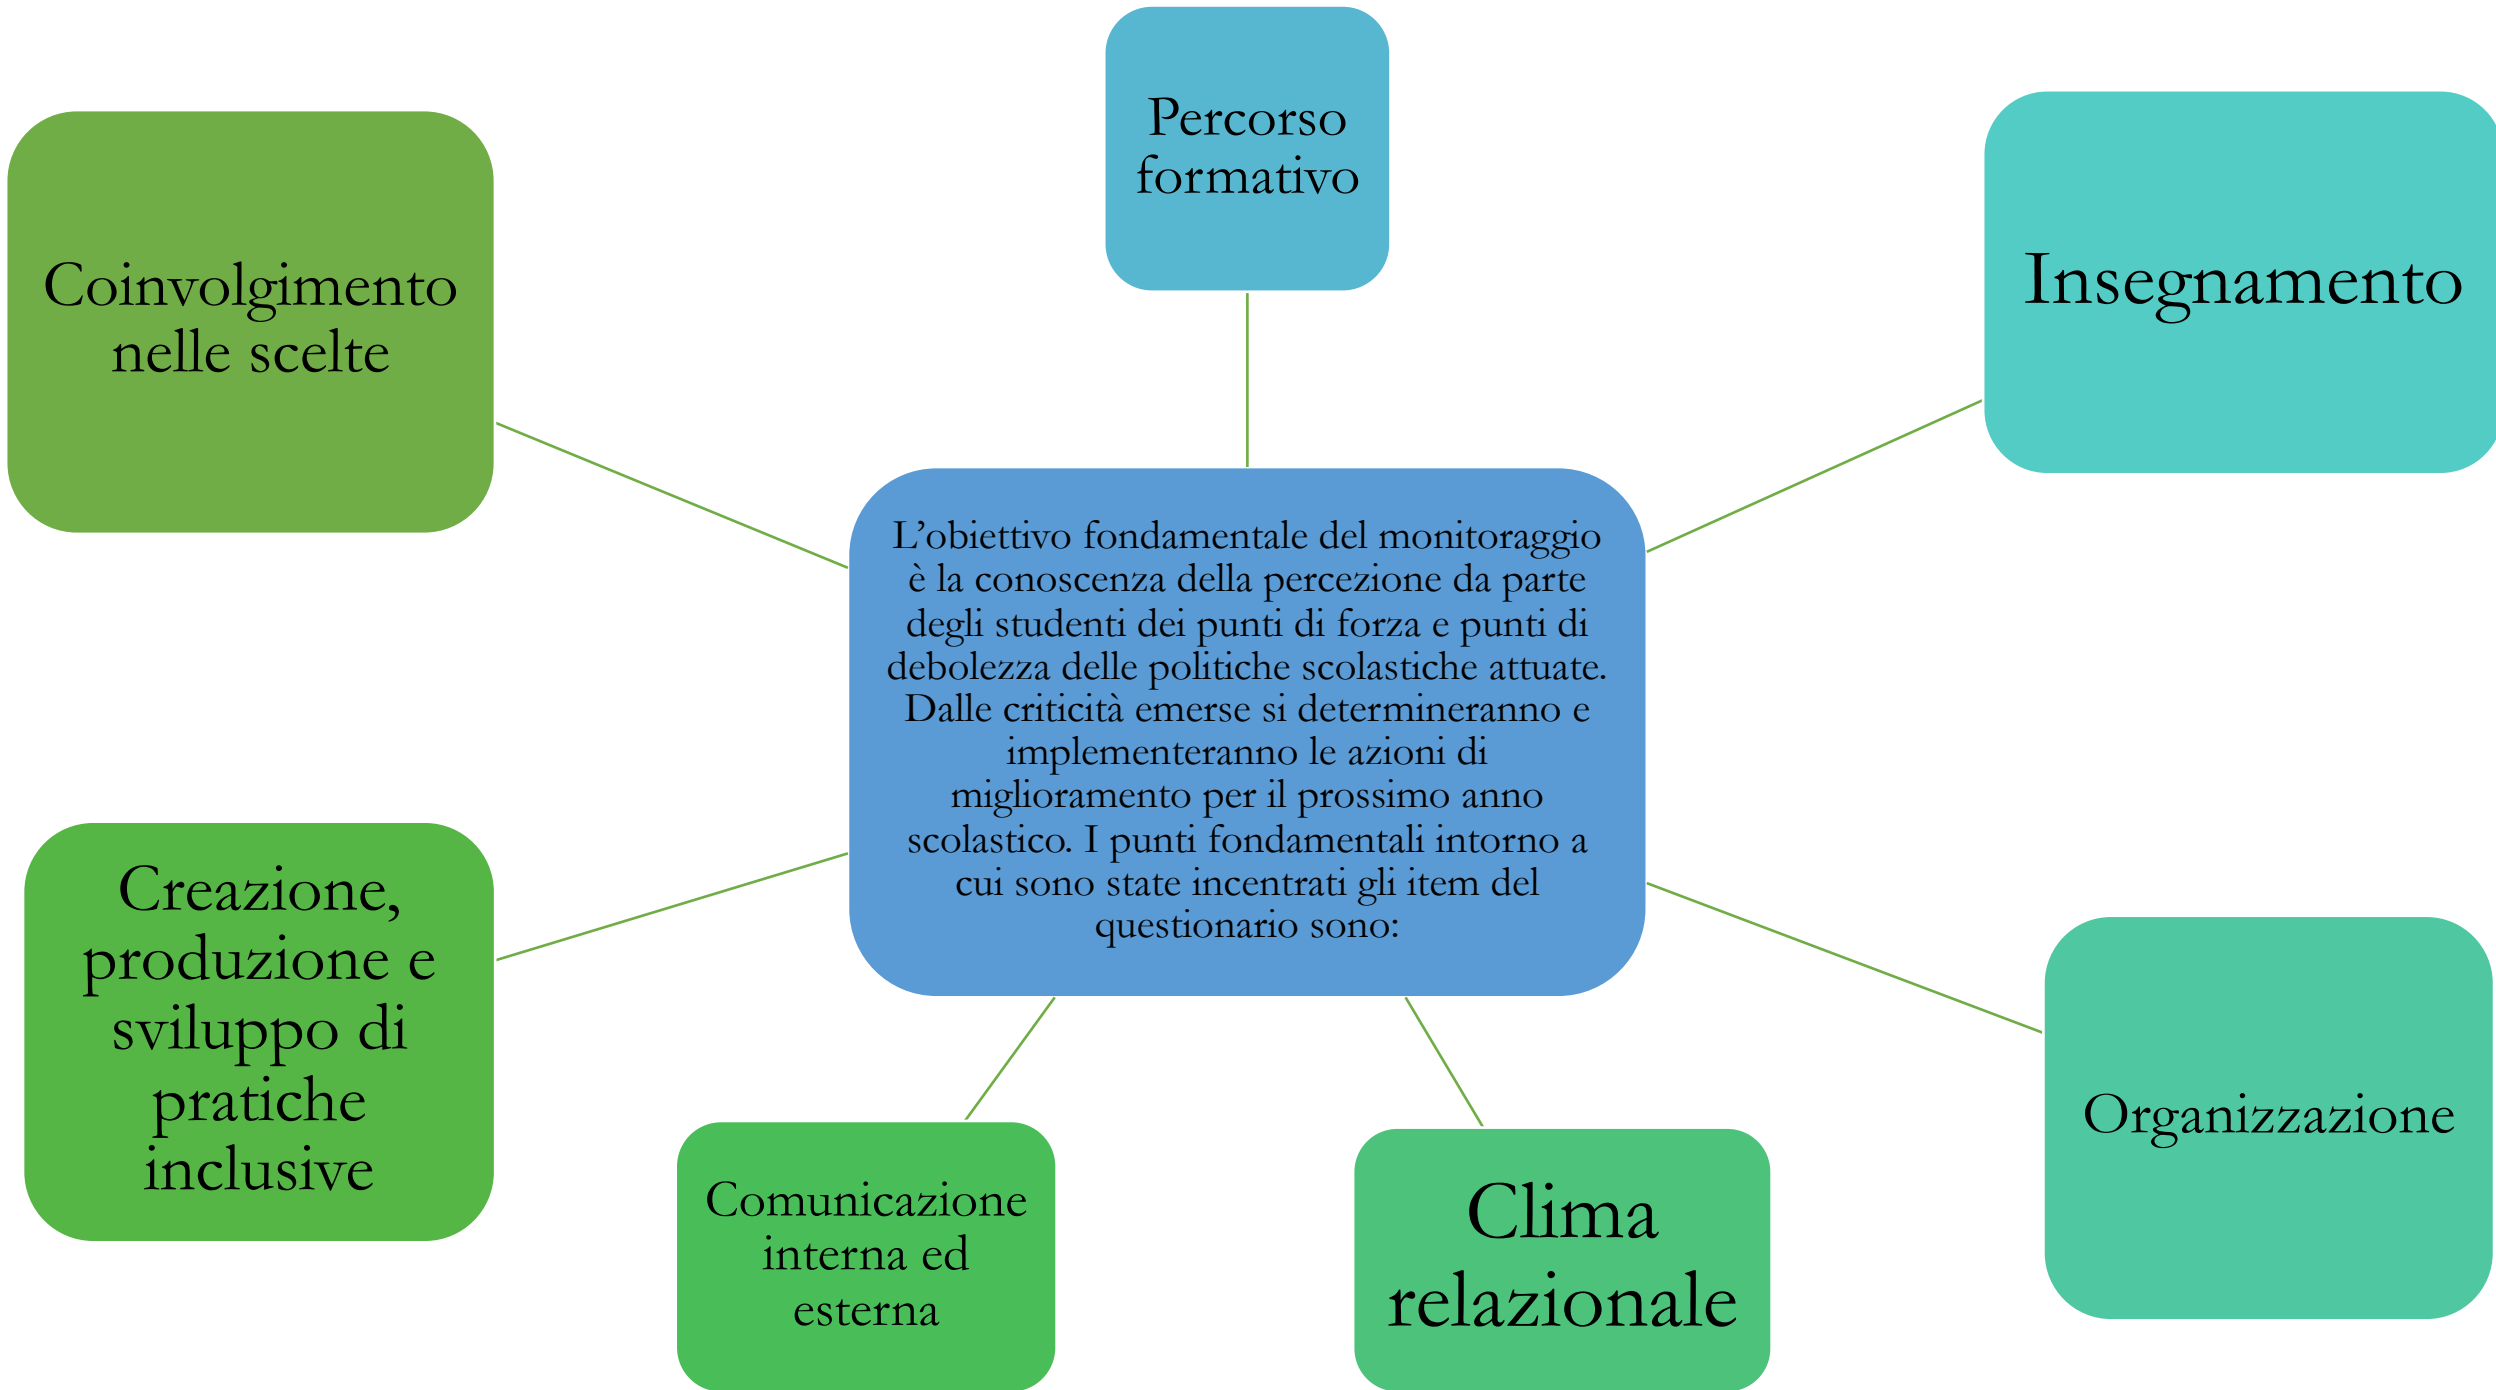 Percorso
formativo
Insegnamento
Coinvolgimento
nelle scelte
L’obiettivo fondamentale del monitoraggio
è la conoscenza della percezione da parte
degli studenti dei punti di forza e punti di
debolezza delle politiche scolastiche attuate.
Dalle criticità emerse si determineranno e
implementeranno le azioni di
miglioramento per il prossimo anno
scolastico. I punti fondamentali intorno a
cui sono state incentrati gli item del
questionario sono:
Creazione,
produzione e
sviluppo di
pratiche
inclusive
Organizzazione
Comunicazione
interna ed
esterna
Clima
relazionale